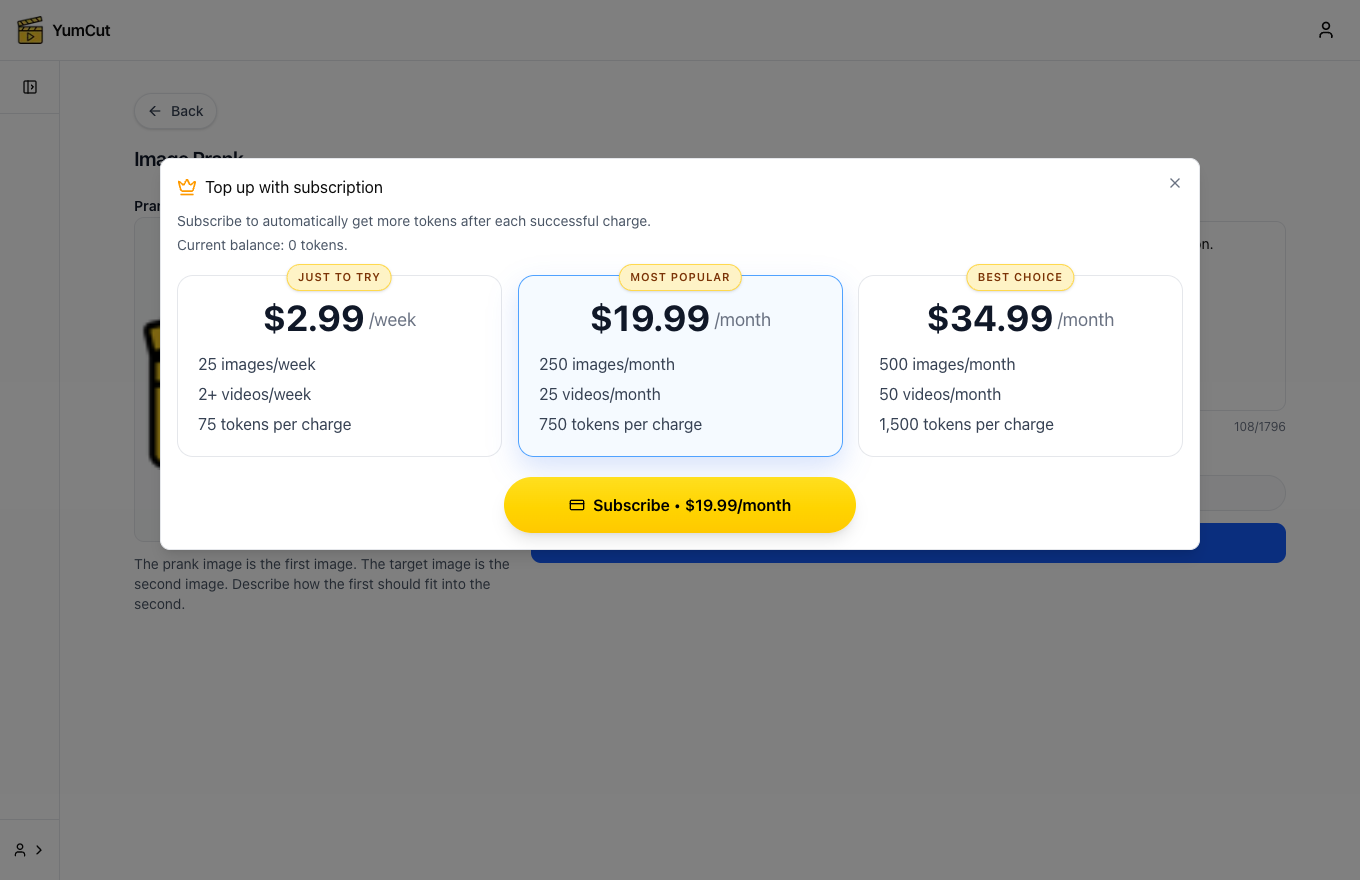 YumCut
Back
Image Prank
Top up with subscription
Subscribe to automatically get more tokens after each successful charge.
Current balance: 0 tokens.
JUST TO TRY
$2.99 /week
25 images/week
2+ videos/week
75 tokens per charge
MOST POPULAR
$19.99 /month
250 images/month
25 videos/month
750 tokens per charge
BEST CHOICE
$34.99 /month
500 images/month
50 videos/month
1,500 tokens per charge
Subscribe • $19.99/month
108/1796
The prank image is the first image. The target image is the
second image. Describe how the first should fit into the
second.